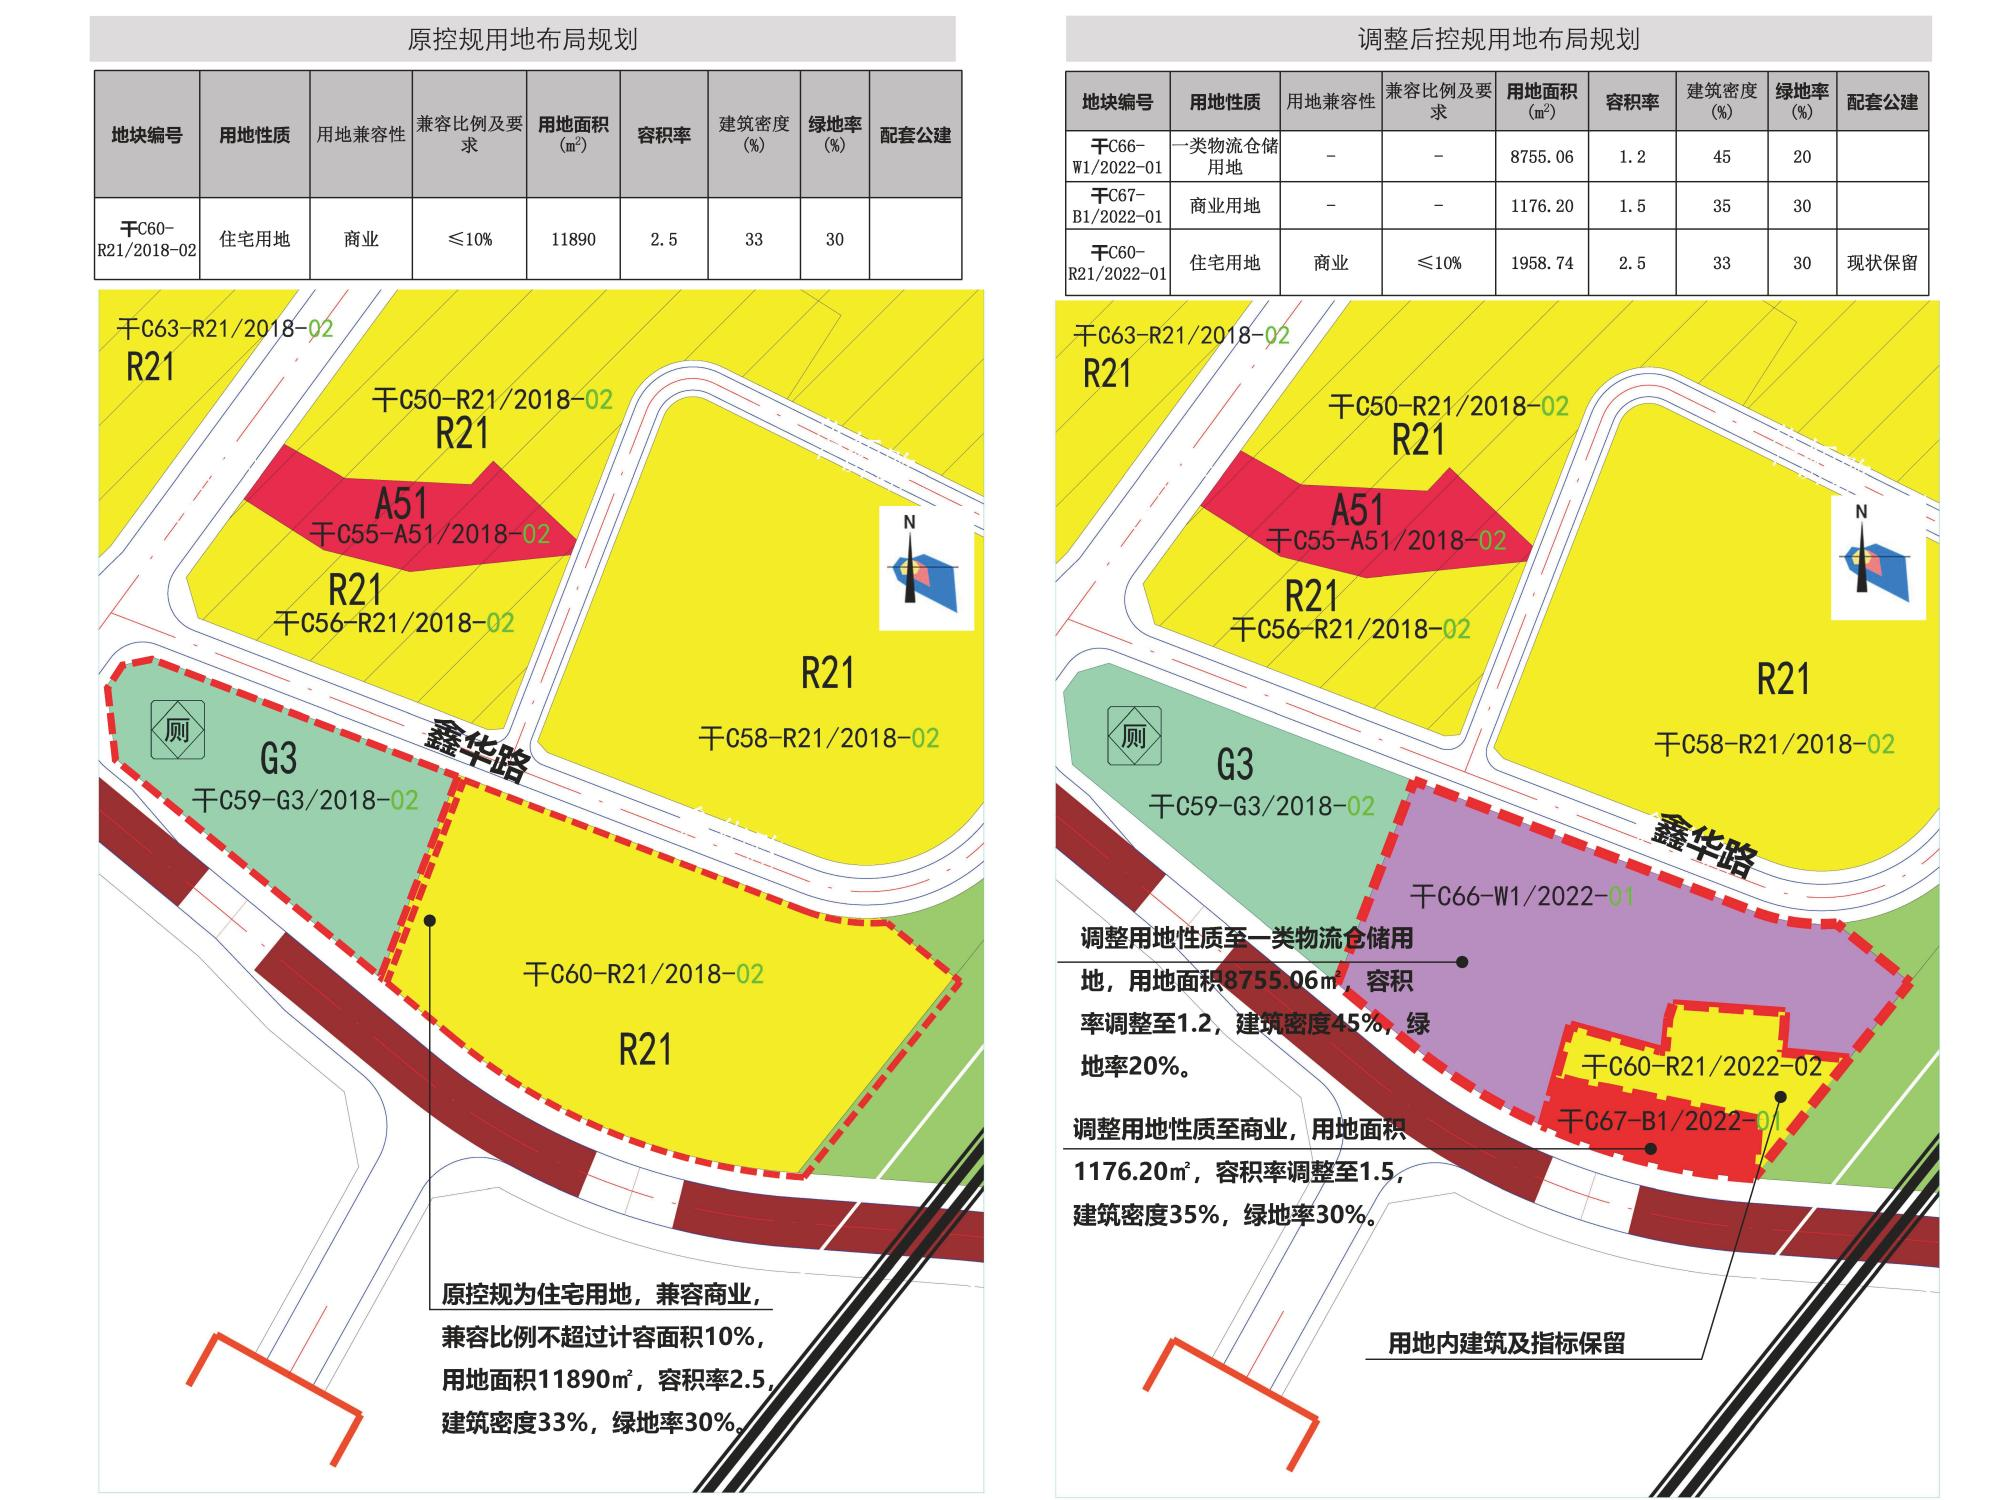 原控规用地布局规划
地块编号 用地性质 用地兼容性 兼容比例及要求 用地面积(m²) 容积率 建筑密度(%) 绿地率(%) 配套公建
干C60-R21/2018-02 住宅用地 商业 ≤10% 11890 2.5 33 30
干C63-R21/2018-02
R21
干C50-R21/2018-02
R21
A51
干C55-A51/2018-02
R21
干C56-R21/2018-02
N
R21
干C58-R21/2018-02
厕
G3
干C59-G3/2018-02
鑫华路
干C60-R21/2018-02
R21
原控规为住宅用地，兼容商业，
兼容比例不超过计容面积10%，
用地面积11890㎡，容积率2.5，
建筑密度33%，绿地率30%。
调整后控规用地布局规划
地块编号 用地性质 用地兼容性 兼容比例及要求 用地面积(m²) 容积率 建筑密度(%) 绿地率(%) 配套公建
干C66-W1/2022-01 一类物流仓储用地 - - 8755.06 1.2 45 20
干C67-B1/2022-01 商业用地 - - 1176.20 1.5 35 30
干C60-R21/2022-01 住宅用地 商业 ≤10% 1958.74 2.5 33 30 现状保留
干C63-R21/2018-02
R21
干C50-R21/2018-02
R21
A51
干C55-A51/2018-02
R21
干C56-R21/2018-02
N
R21
干C58-R21/2018-02
厕
G3
干C59-G3/2018-02
鑫华路
干C66-W1/2022-01
调整用地性质至一类物流仓储用
地，用地面积8755.06㎡，容积
率调整至1.2，建筑密度45%，绿
地率20%。
干C60-R21/2022-02
干C67-B1/2022-01
调整用地性质至商业，用地面积
1176.20㎡，容积率调整至1.5，
建筑密度35%，绿地率30%。
用地内建筑及指标保留